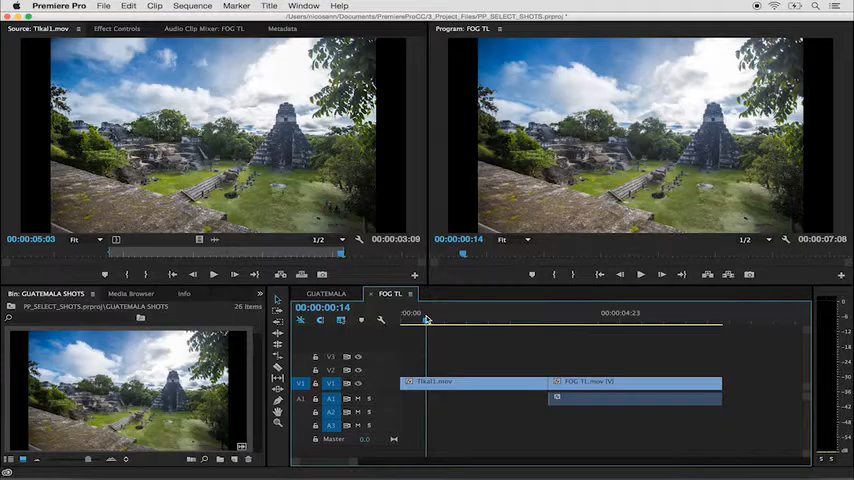 Premiere Pro File Edit Clip Sequence Marker Title Window Help
/Users/nicosann/Documents/PremiereProCC/3_Project_Files/PP_SELECT_SHOTS.prproj *
Source: Tikal1.mov Effect Controls Audio Clip Mixer: FOG TL Metadata
Program: FOG TL
00:00:05:03 Fit 1/2 00:00:03:09
00:00:00:14 Fit 1/2 00:00:07:08
Bin: GUATEMALA SHOTS Media Browser Info
PP_SELECT_SHOTS.prproj\GUATEMALA SHOTS 26 Items
GUATEMALA × FOG TL
00:00:00:14
:00:00 00:00:04:23
V3
V2
V1 V1 Tikal1.mov FOG TL.mov [V]
A1 A1 M S
A2 M S
A3 M S
Master 0.0
0
-6
-12
-18
-24
-30
-36
-42
-48
-54
S S